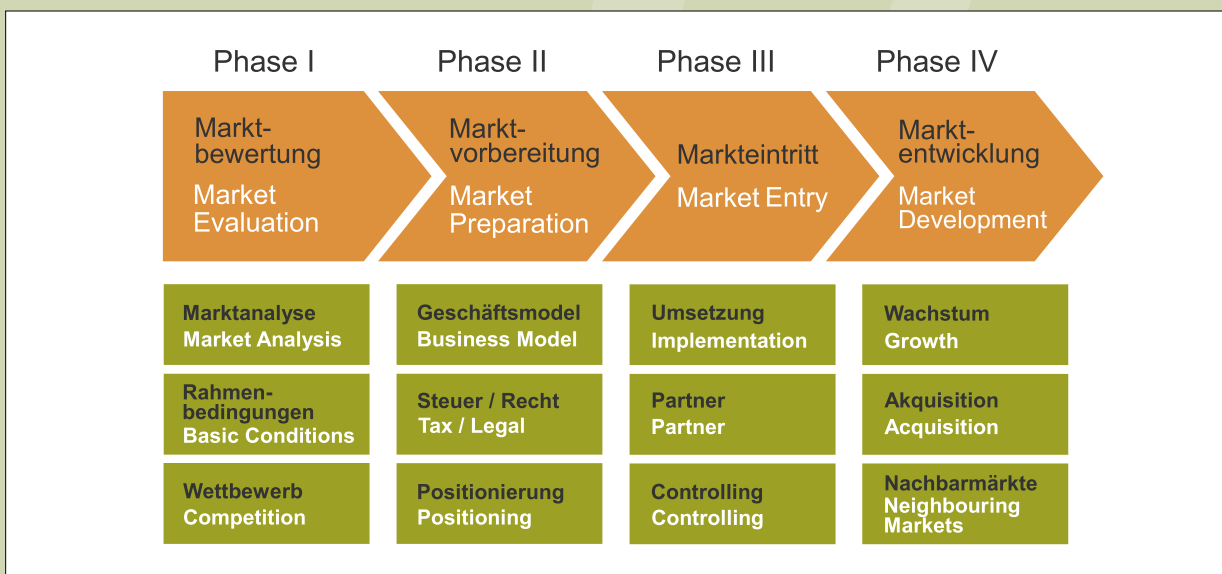 Phase I
Phase II
Phase III
Phase IV
Markt-
bewertung
Market
Evaluation
Markt-
vorbereitung
Market
Preparation
Markteintritt
Market Entry
Markt-
entwicklung
Market
Development
Marktanalyse
Market Analysis
Geschäftsmodel
Business Model
Umsetzung
Implementation
Wachstum
Growth
Rahmen-
bedingungen
Basic Conditions
Steuer / Recht
Tax / Legal
Partner
Partner
Akquisition
Acquisition
Wettbewerb
Competition
Positionierung
Positioning
Controlling
Controlling
Nachbarmärkte
Neighbouring
Markets